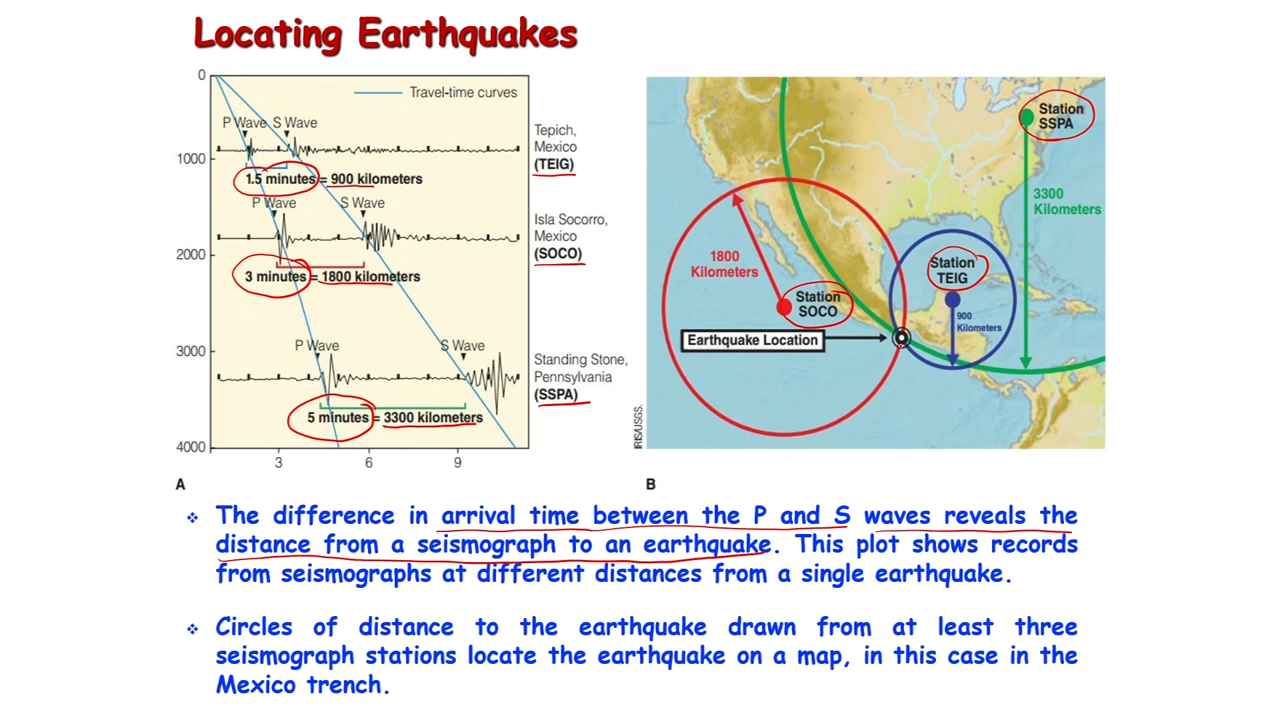 Locating Earthquakes
0
Travel-time curves
P Wave S Wave
Tepich,
Mexico
(TEIG)
1000
1.5 minutes = 900 kilometers
P Wave S Wave
Isla Socorro,
Mexico
(SOCO)
2000
3 minutes = 1800 kilometers
3000
P Wave S Wave
Standing Stone,
Pennsylvania
(SSPA)
5 minutes = 3300 kilometers
4000
3 6 9
A
Station
SSPA
3300
Kilometers
1800
Kilometers
Station
TEIG
Station
SOCO
900
Kilometers
Earthquake Location
IRIS/USGS.
B
The difference in arrival time between the P and S waves reveals the
distance from a seismograph to an earthquake. This plot shows records
from seismographs at different distances from a single earthquake.
Circles of distance to the earthquake drawn from at least three
seismograph stations locate the earthquake on a map, in this case in the
Mexico trench.